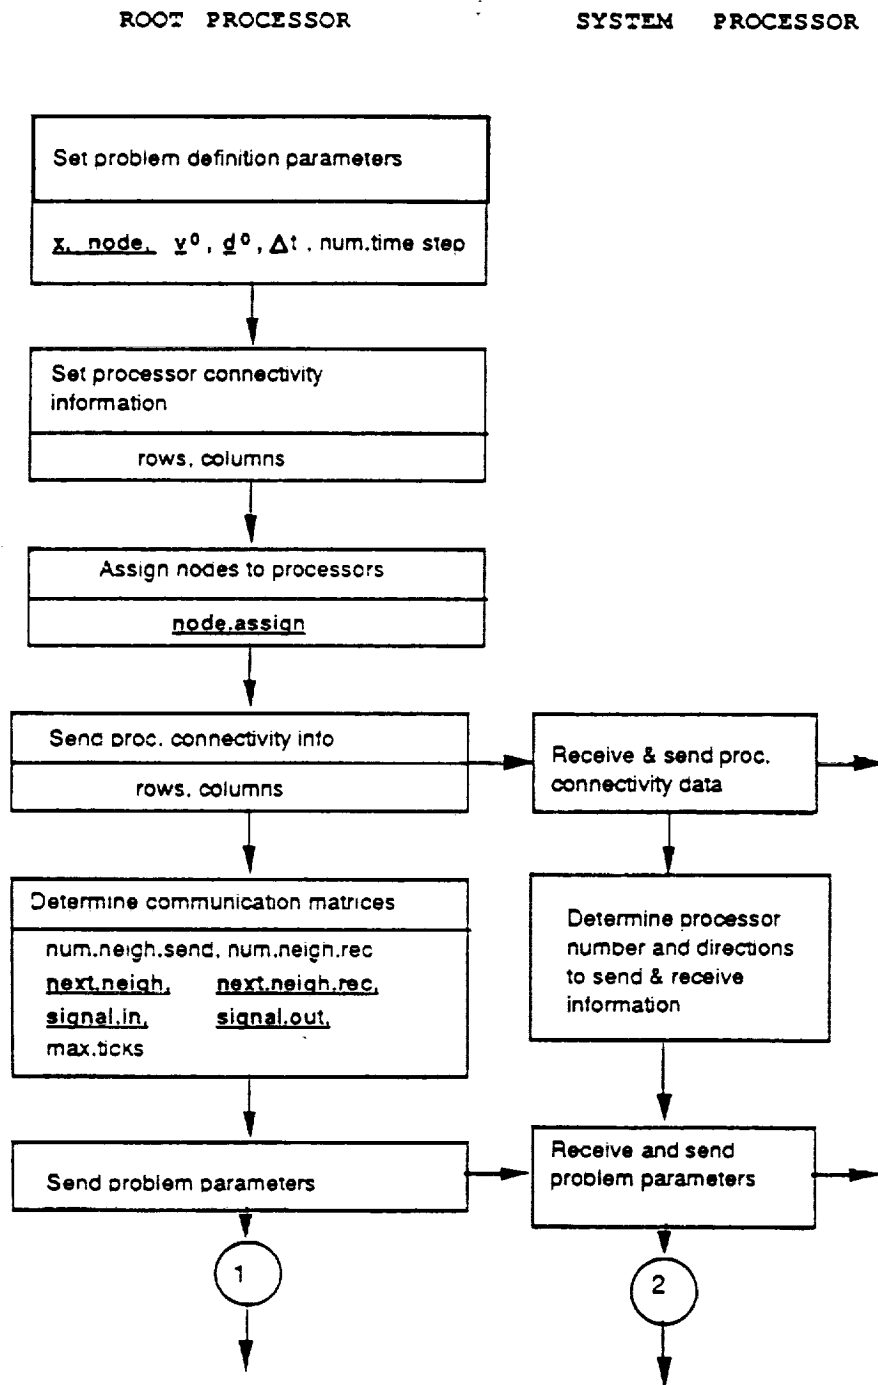 ROOT PROCESSOR
SYSTEM PROCESSOR
Set problem definition parameters
x, node, v⁰, d⁰, Δt, num.time step
Set processor connectivity
information
rows, columns
Assign nodes to processors
node.assign
Send proc. connectivity info
rows, columns
Receive & send proc.
connectivity data
Determine communication matrices
num.neigh.send, num.neigh.rec
next.neigh, next.neigh.rec,
signal.in, signal.out,
max.ticks
Determine processor
number and directions
to send & receive
information
Send problem parameters
Receive and send
problem parameters
1
2